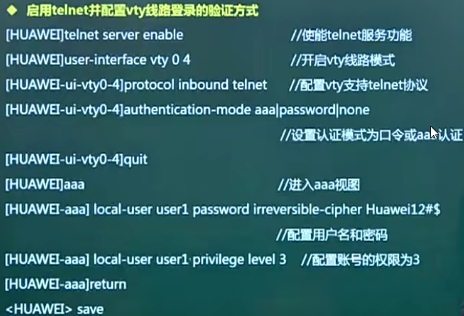 ◆ 启用telnet并配置vty线路登录的验证方式
[HUAWEI]telnet server enable //使能telnet服务功能
[HUAWEI]user-interface vty 0 4 //开启vty线路模式
[HUAWEI-ui-vty0-4]protocol inbound telnet //配置vty支持telnet协议
[HUAWEI-ui-vty0-4]authentication-mode aaa|password|none
//设置认证模式为口令或aaa认证
[HUAWEI-ui-vty0-4]quit
[HUAWEI]aaa //进入aaa视图
[HUAWEI-aaa] local-user user1 password irreversible-cipher Huawei12#$
//配置用户名和密码
[HUAWEI-aaa] local-user user1 privilege level 3 //配置账号的权限为3
[HUAWEI-aaa]return
<HUAWEI> save